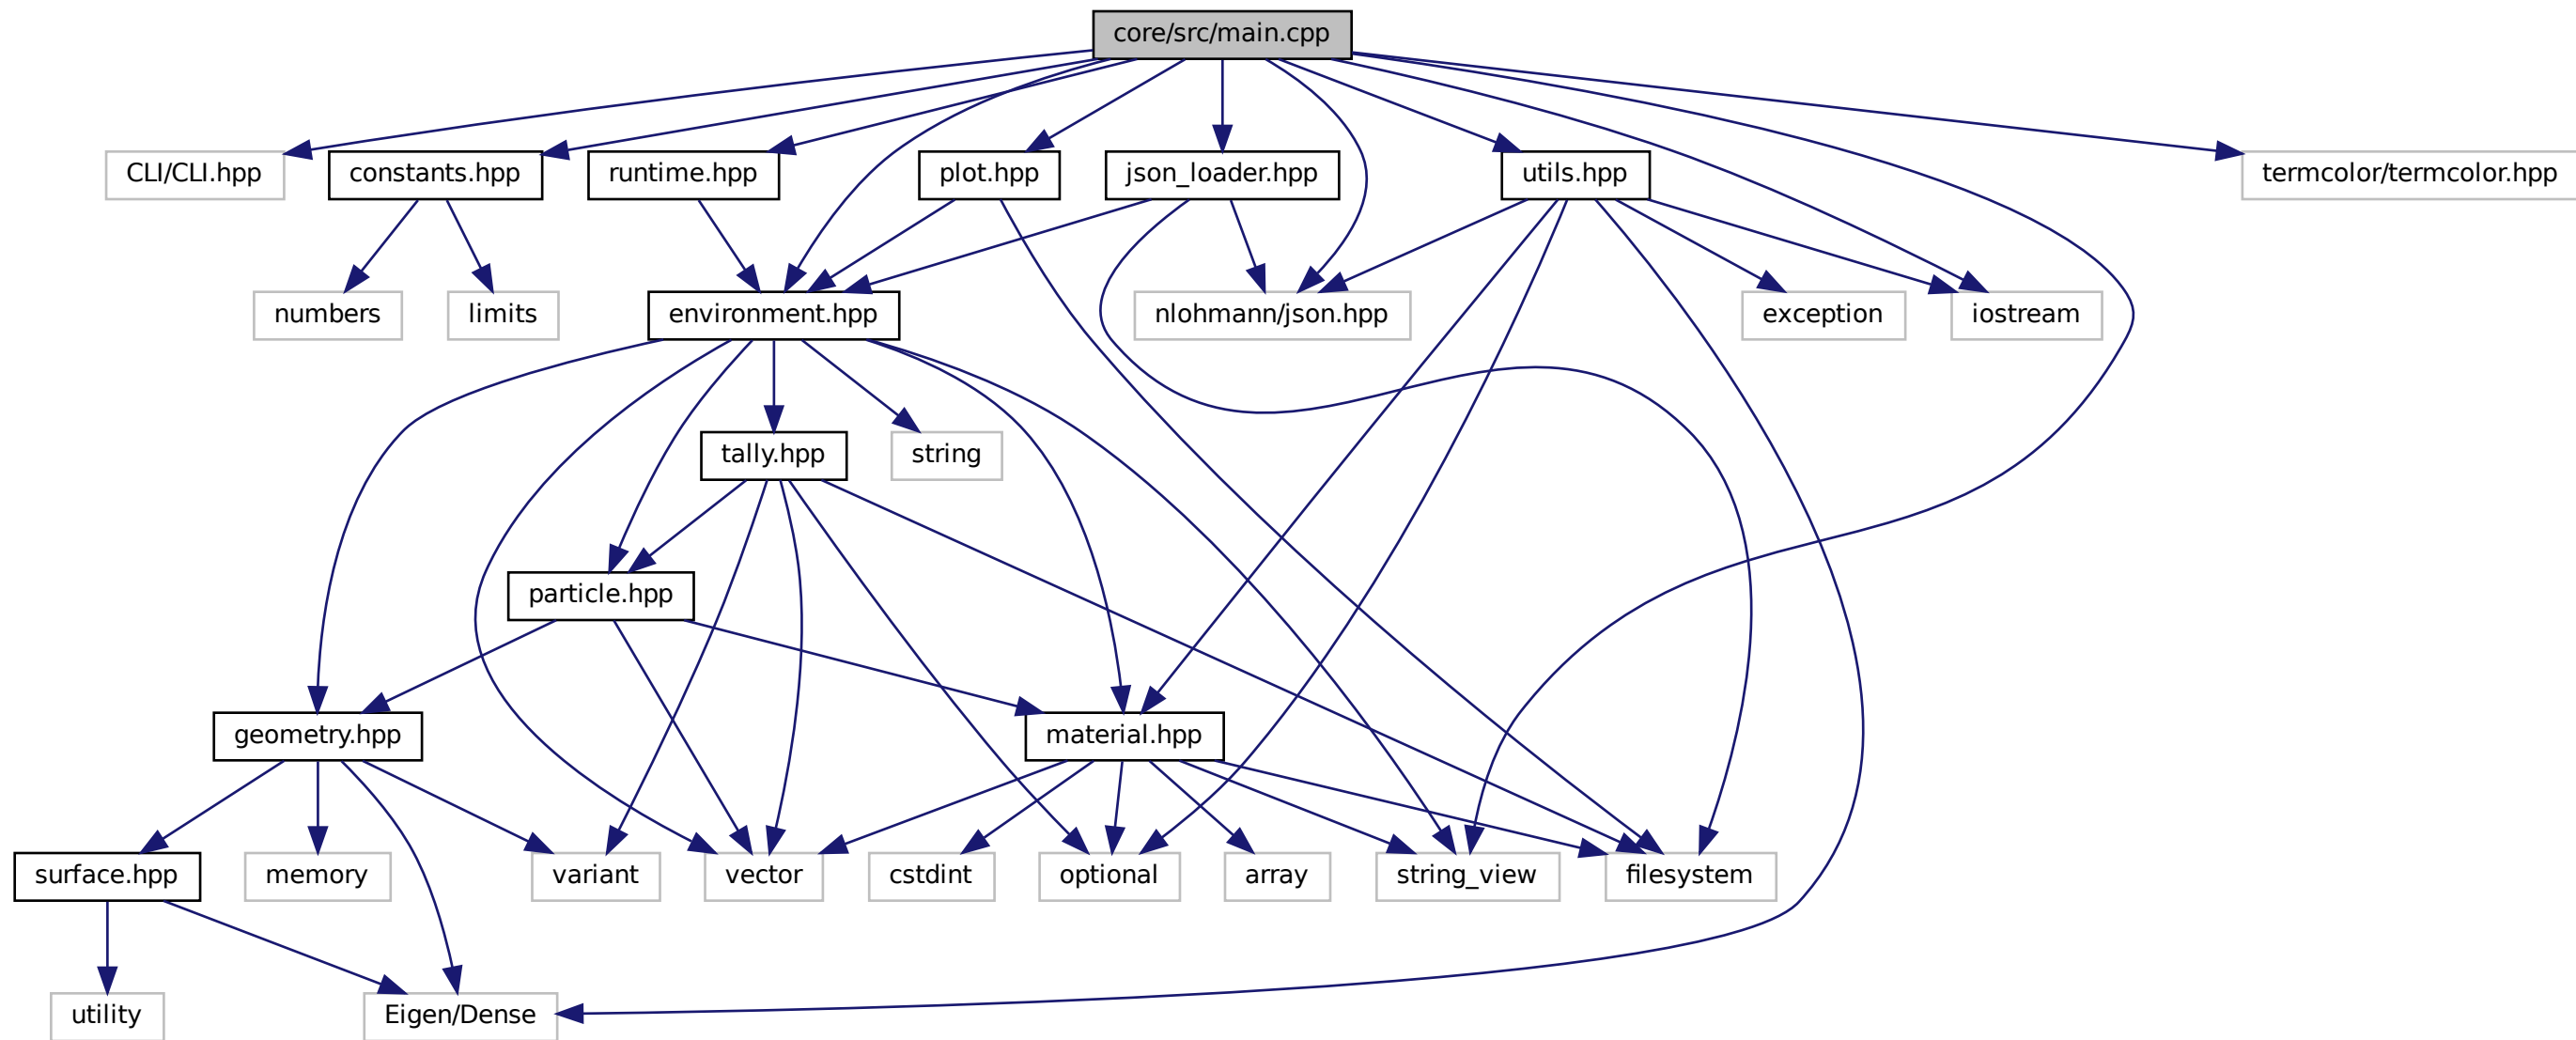 core/src/main.cpp
CLI/CLI.hpp
constants.hpp
runtime.hpp
plot.hpp
json_loader.hpp
utils.hpp
termcolor/termcolor.hpp
numbers
limits
environment.hpp
nlohmann/json.hpp
exception
iostream
tally.hpp
string
particle.hpp
geometry.hpp
material.hpp
surface.hpp
memory
variant
vector
cstdint
optional
array
string_view
filesystem
utility
Eigen/Dense